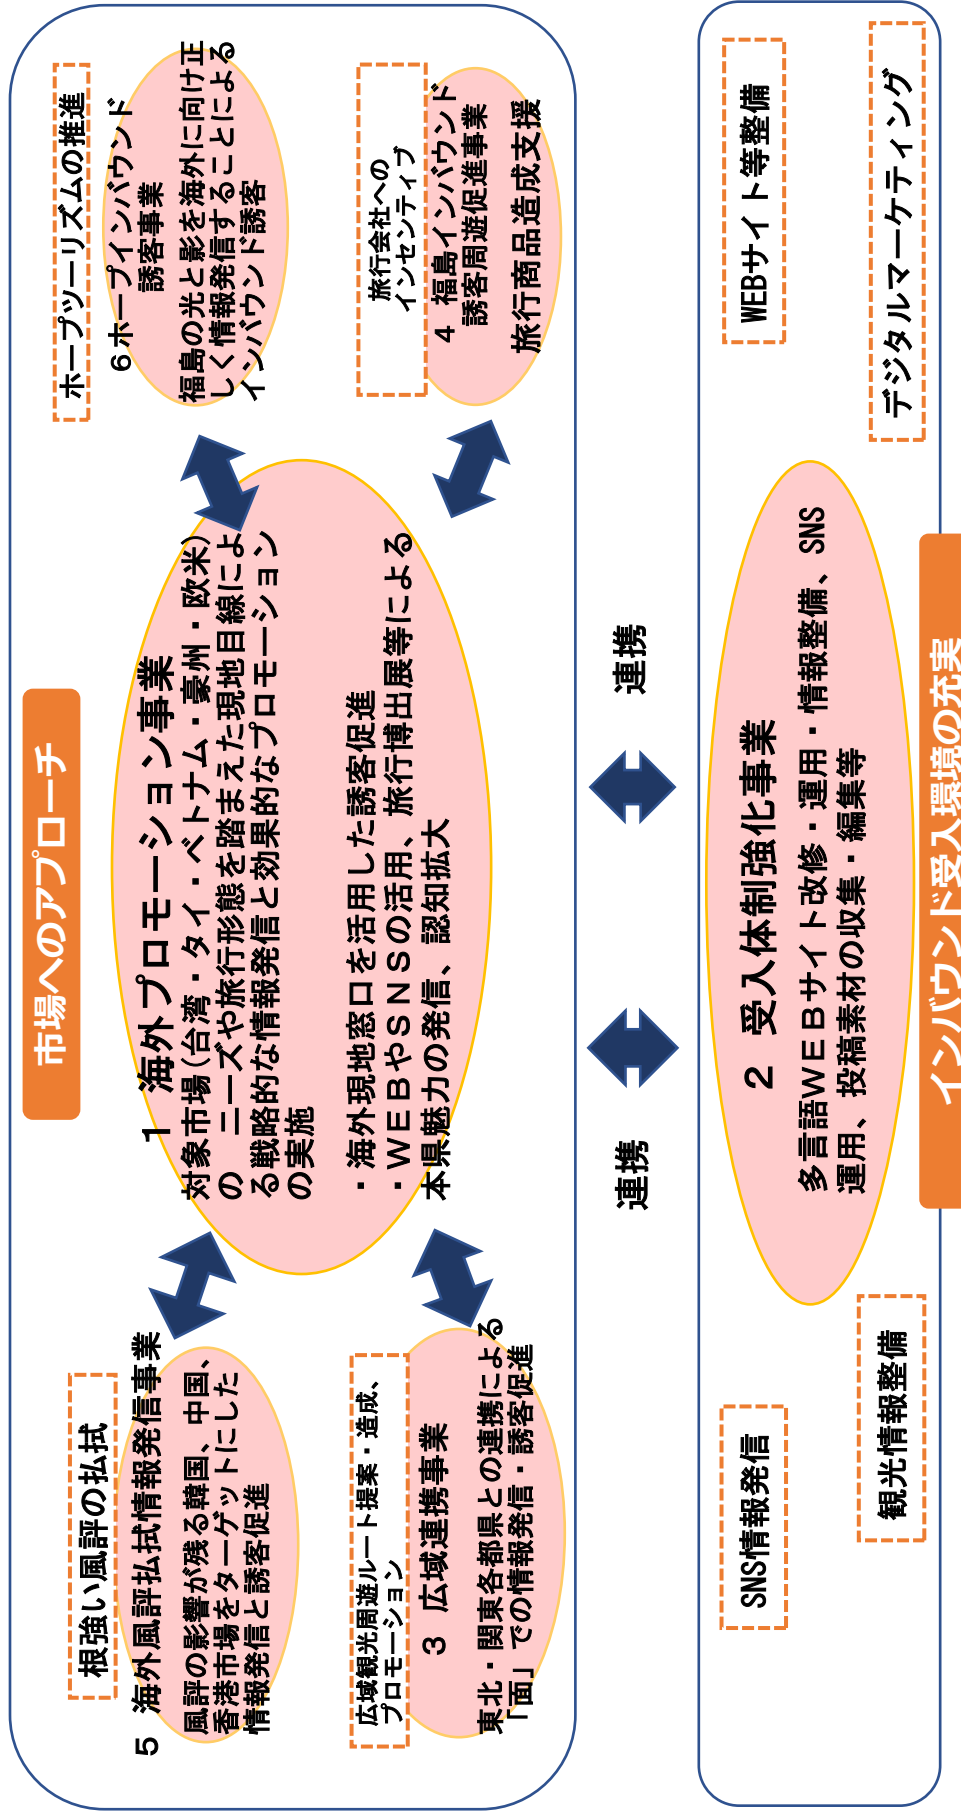 市場へのアプローチ
根強い風評の払拭
5 海外風評払拭情報発信事業
風評の影響が残る韓国、中国、
香港市場をターゲットにした
情報発信と誘客促進
広域観光周遊ルート提案・造成、
プロモーション
3 広域連携事業
東北・関東各都県との連携による
「面」での情報発信・誘客促進
1 海外プロモーション事業
対象市場(台湾・タイ・ベトナム・豪州・欧米)
の ニーズや旅行形態を踏まえた現地目線によ
る戦略的な情報発信と効果的なプロモーション
の実施
・海外現地窓口を活用した誘客促進
・WEBやSNSの活用、旅行博出展等による
本県魅力の発信、認知拡大
ホープツーリズムの推進
6ホープインバウンド
誘客事業
福島の光と影を海外に向け正
しく情報発信することによる
インバウンド誘客
旅行会社への
インセンティブ
4 福島インバウンド
誘客周遊促進事業
旅行商品造成支援
連携
連携
SNS情報発信
観光情報整備
2 受入体制強化事業
多言語WEBサイト改修・運用・情報整備、SNS
運用、投稿素材の収集・編集等
WEBサイト等整備
デジタルマーケティング
インバウンド受入環境の充実